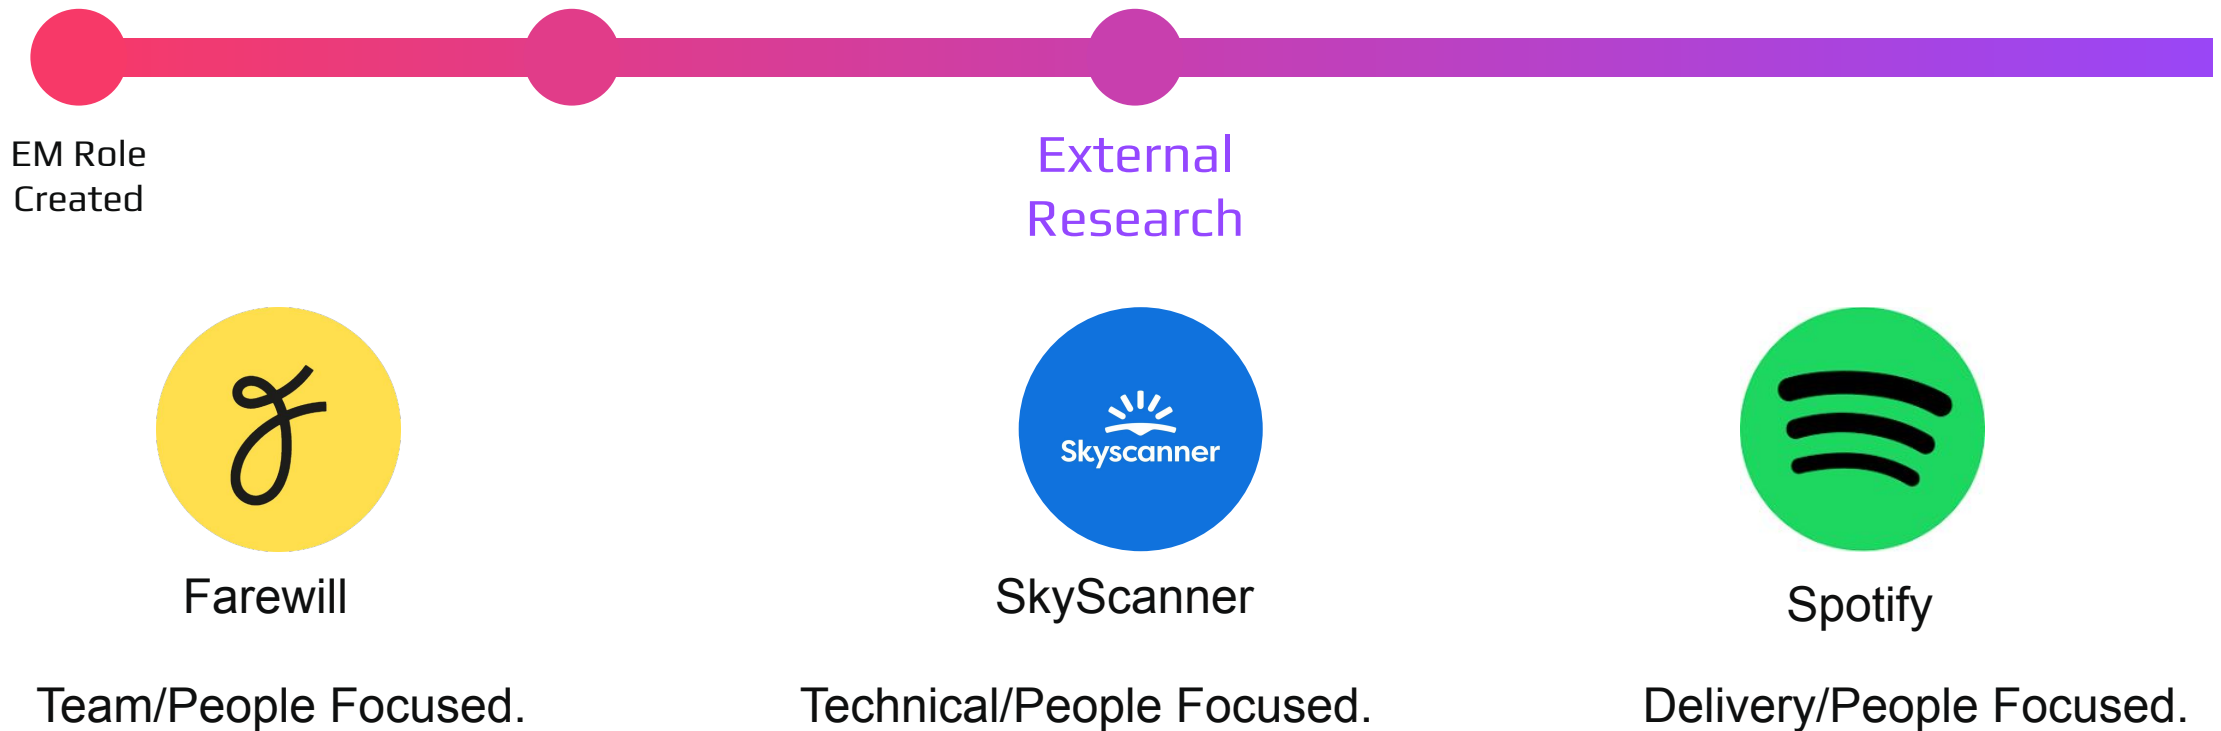 EM Role
Created
External
Research
Skyscanner
Farewill
SkyScanner
Spotify
Team/People Focused.
Technical/People Focused.
Delivery/People Focused.